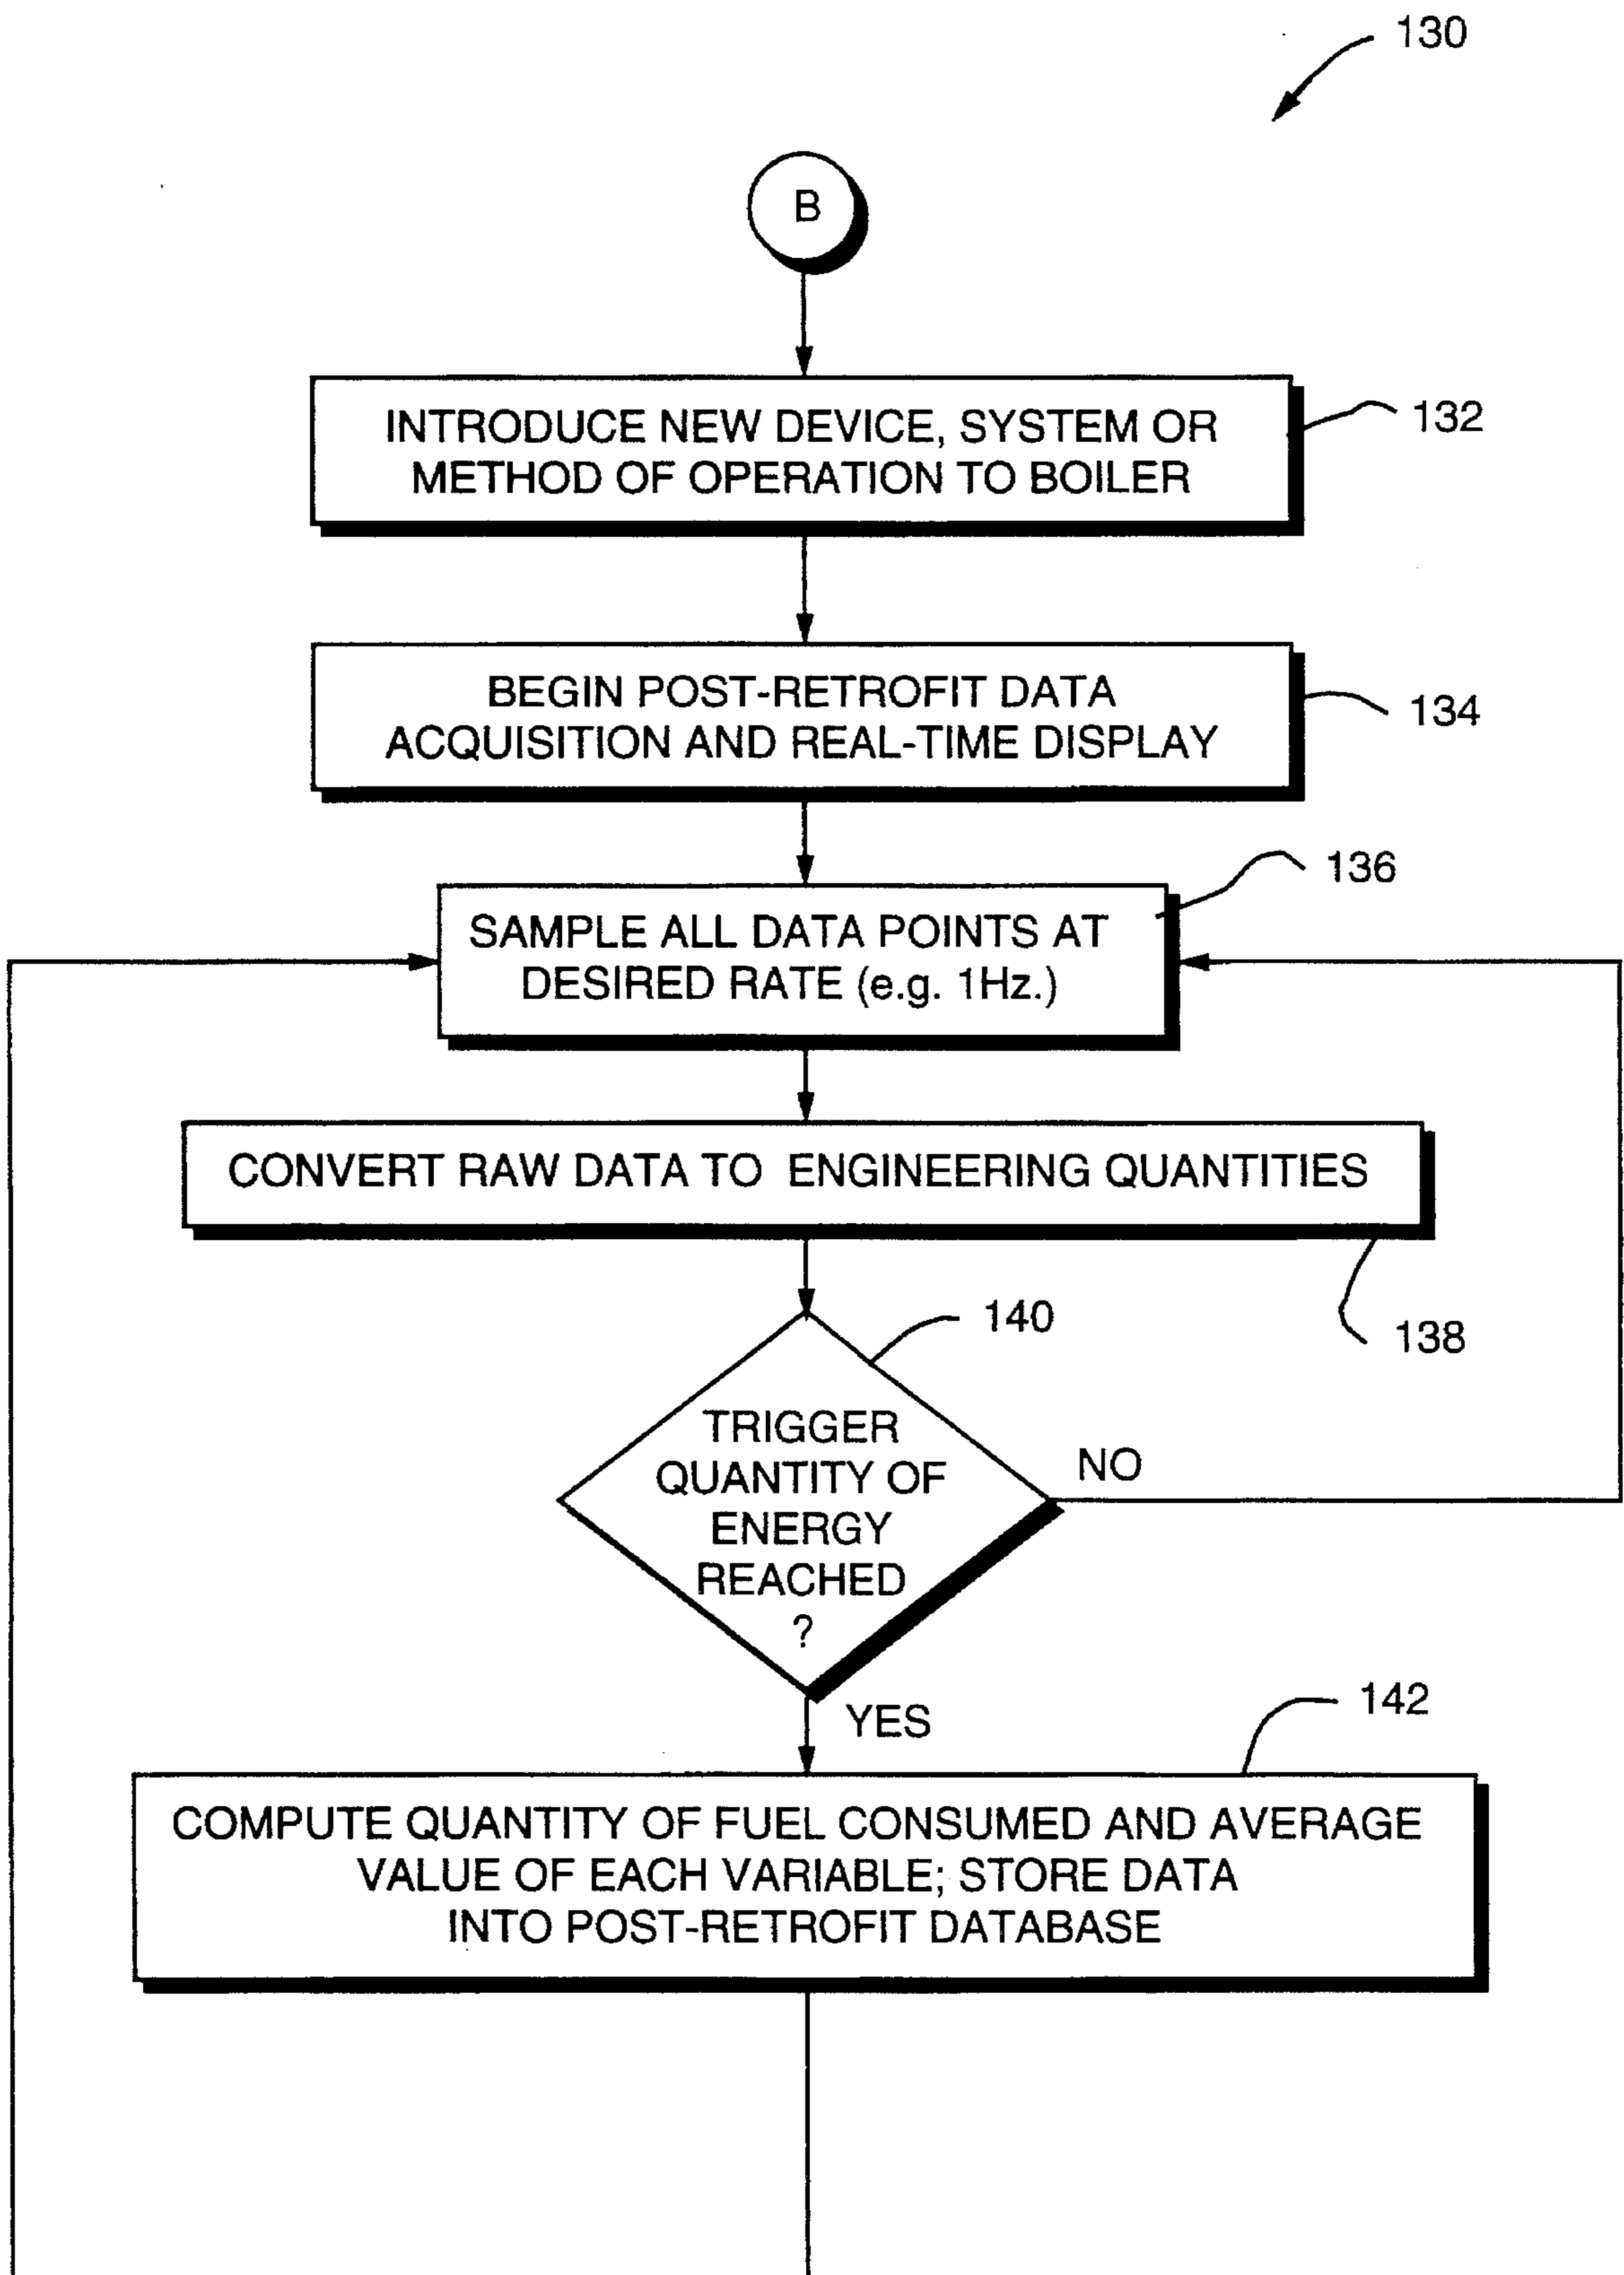 130
B
INTRODUCE NEW DEVICE, SYSTEM OR
METHOD OF OPERATION TO BOILER
132
BEGIN POST-RETROFIT DATA
ACQUISITION AND REAL-TIME DISPLAY
134
136
SAMPLE ALL DATA POINTS AT
DESIRED RATE (e.g. 1Hz.)
CONVERT RAW DATA TO ENGINEERING QUANTITIES
138
140
TRIGGER
QUANTITY OF
ENERGY
REACHED
?
NO
YES
142
COMPUTE QUANTITY OF FUEL CONSUMED AND AVERAGE
VALUE OF EACH VARIABLE; STORE DATA
INTO POST-RETROFIT DATABASE